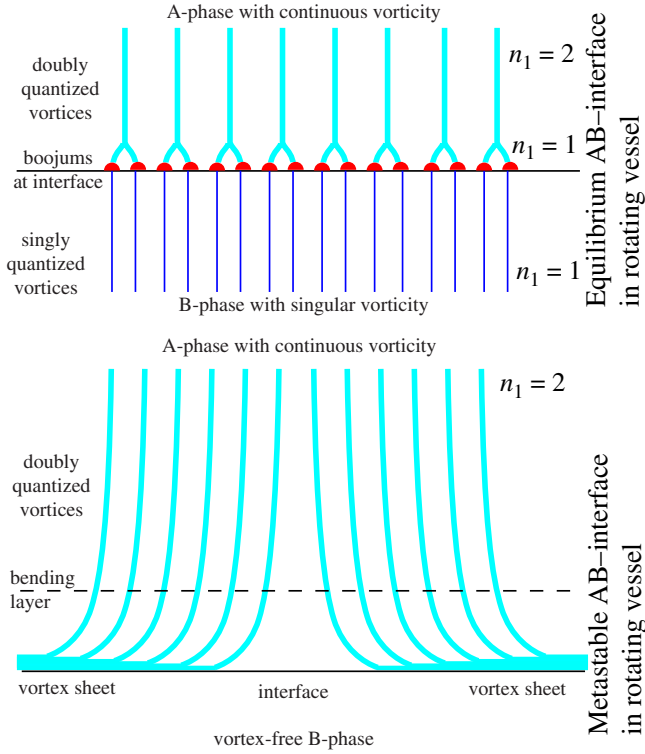 A-phase with continuous vorticity
n₁ = 2
doubly
quantized
vortices
n₁ = 1
boojums
at interface
singly
quantized
vortices
n₁ = 1
B-phase with singular vorticity
Equilibrium AB–interface
in rotating vessel
A-phase with continuous vorticity
n₁ = 2
doubly
quantized
vortices
bending
layer
vortex sheet
interface
vortex sheet
vortex-free B-phase
Metastable AB–interface
in rotating vessel